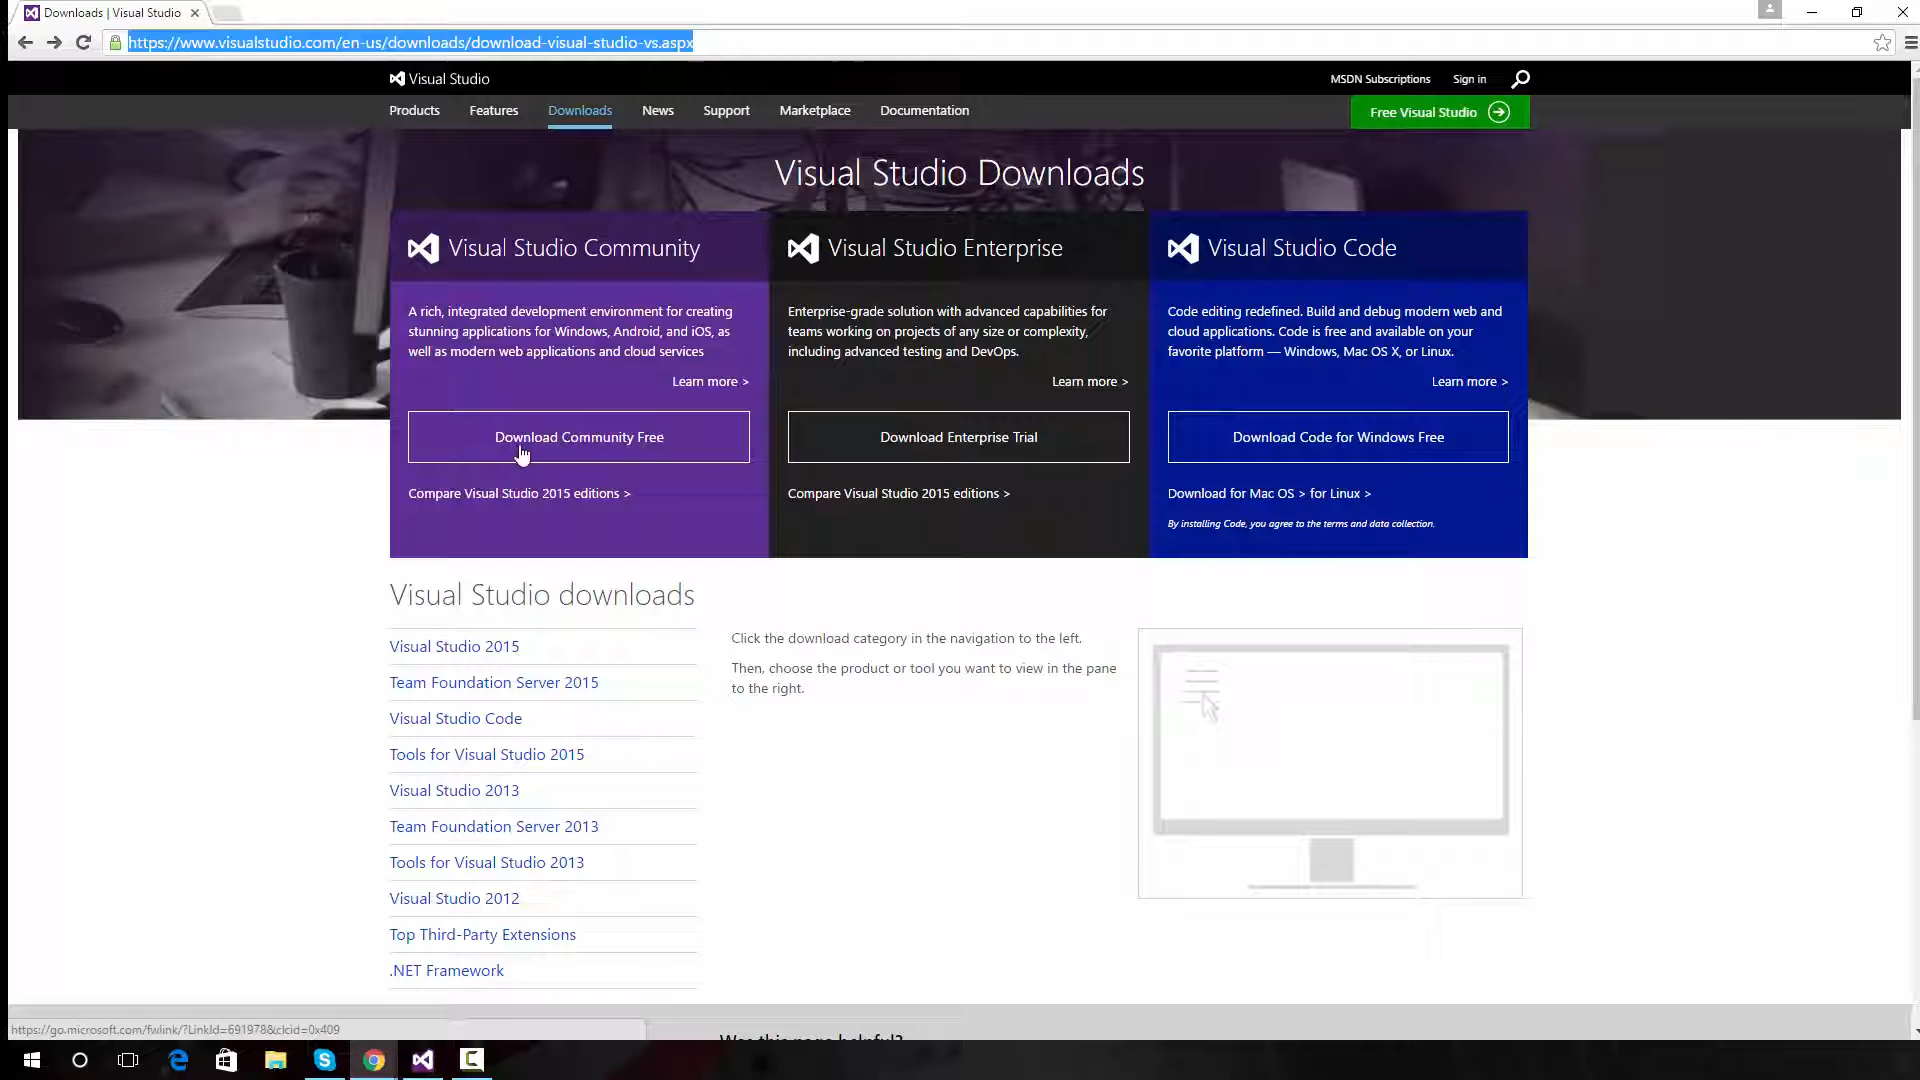 Downloads | Visual Studio
https://www.visualstudio.com/en-us/downloads/download-visual-studio-vs.aspx
Visual Studio
MSDN Subscriptions
Sign in
Products
Features
Downloads
News
Support
Marketplace
Documentation
Free Visual Studio
Visual Studio Downloads
Visual Studio Community
A rich, integrated development environment for creating
stunning applications for Windows, Android, and iOS, as
well as modern web applications and cloud services
Learn more >
Download Community Free
Compare Visual Studio 2015 editions >
Visual Studio Enterprise
Enterprise-grade solution with advanced capabilities for
teams working on projects of any size or complexity,
including advanced testing and DevOps.
Learn more >
Download Enterprise Trial
Compare Visual Studio 2015 editions >
Visual Studio Code
Code editing redefined. Build and debug modern web and
cloud applications. Code is free and available on your
favorite platform — Windows, Mac OS X, or Linux.
Learn more >
Download Code for Windows Free
Download for Mac OS > for Linux >
By installing Code, you agree to the terms and data collection.
Visual Studio downloads
Visual Studio 2015
Team Foundation Server 2015
Visual Studio Code
Tools for Visual Studio 2015
Visual Studio 2013
Team Foundation Server 2013
Tools for Visual Studio 2013
Visual Studio 2012
Top Third-Party Extensions
.NET Framework
Click the download category in the navigation to the left.
Then, choose the product or tool you want to view in the pane
to the right.
https://go.microsoft.com/fwlink/?LinkId=691978&clcid=0x409
Was this page helpful?